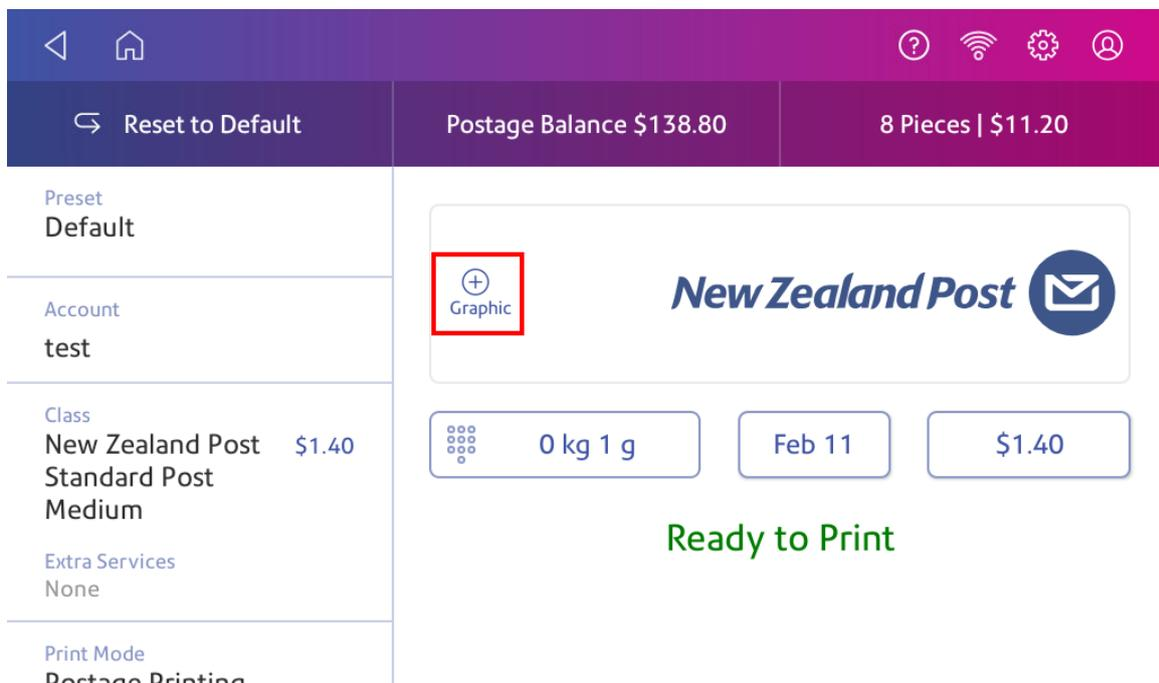 Reset to Default
Postage Balance $138.80
8 Pieces | $11.20
Preset
Default
Account
test
Class
New Zealand Post $1.40
Standard Post
Medium
Extra Services
None
Print Mode
Postage Printing
Graphic
New Zealand Post
0 kg 1 g
Feb 11
$1.40
Ready to Print